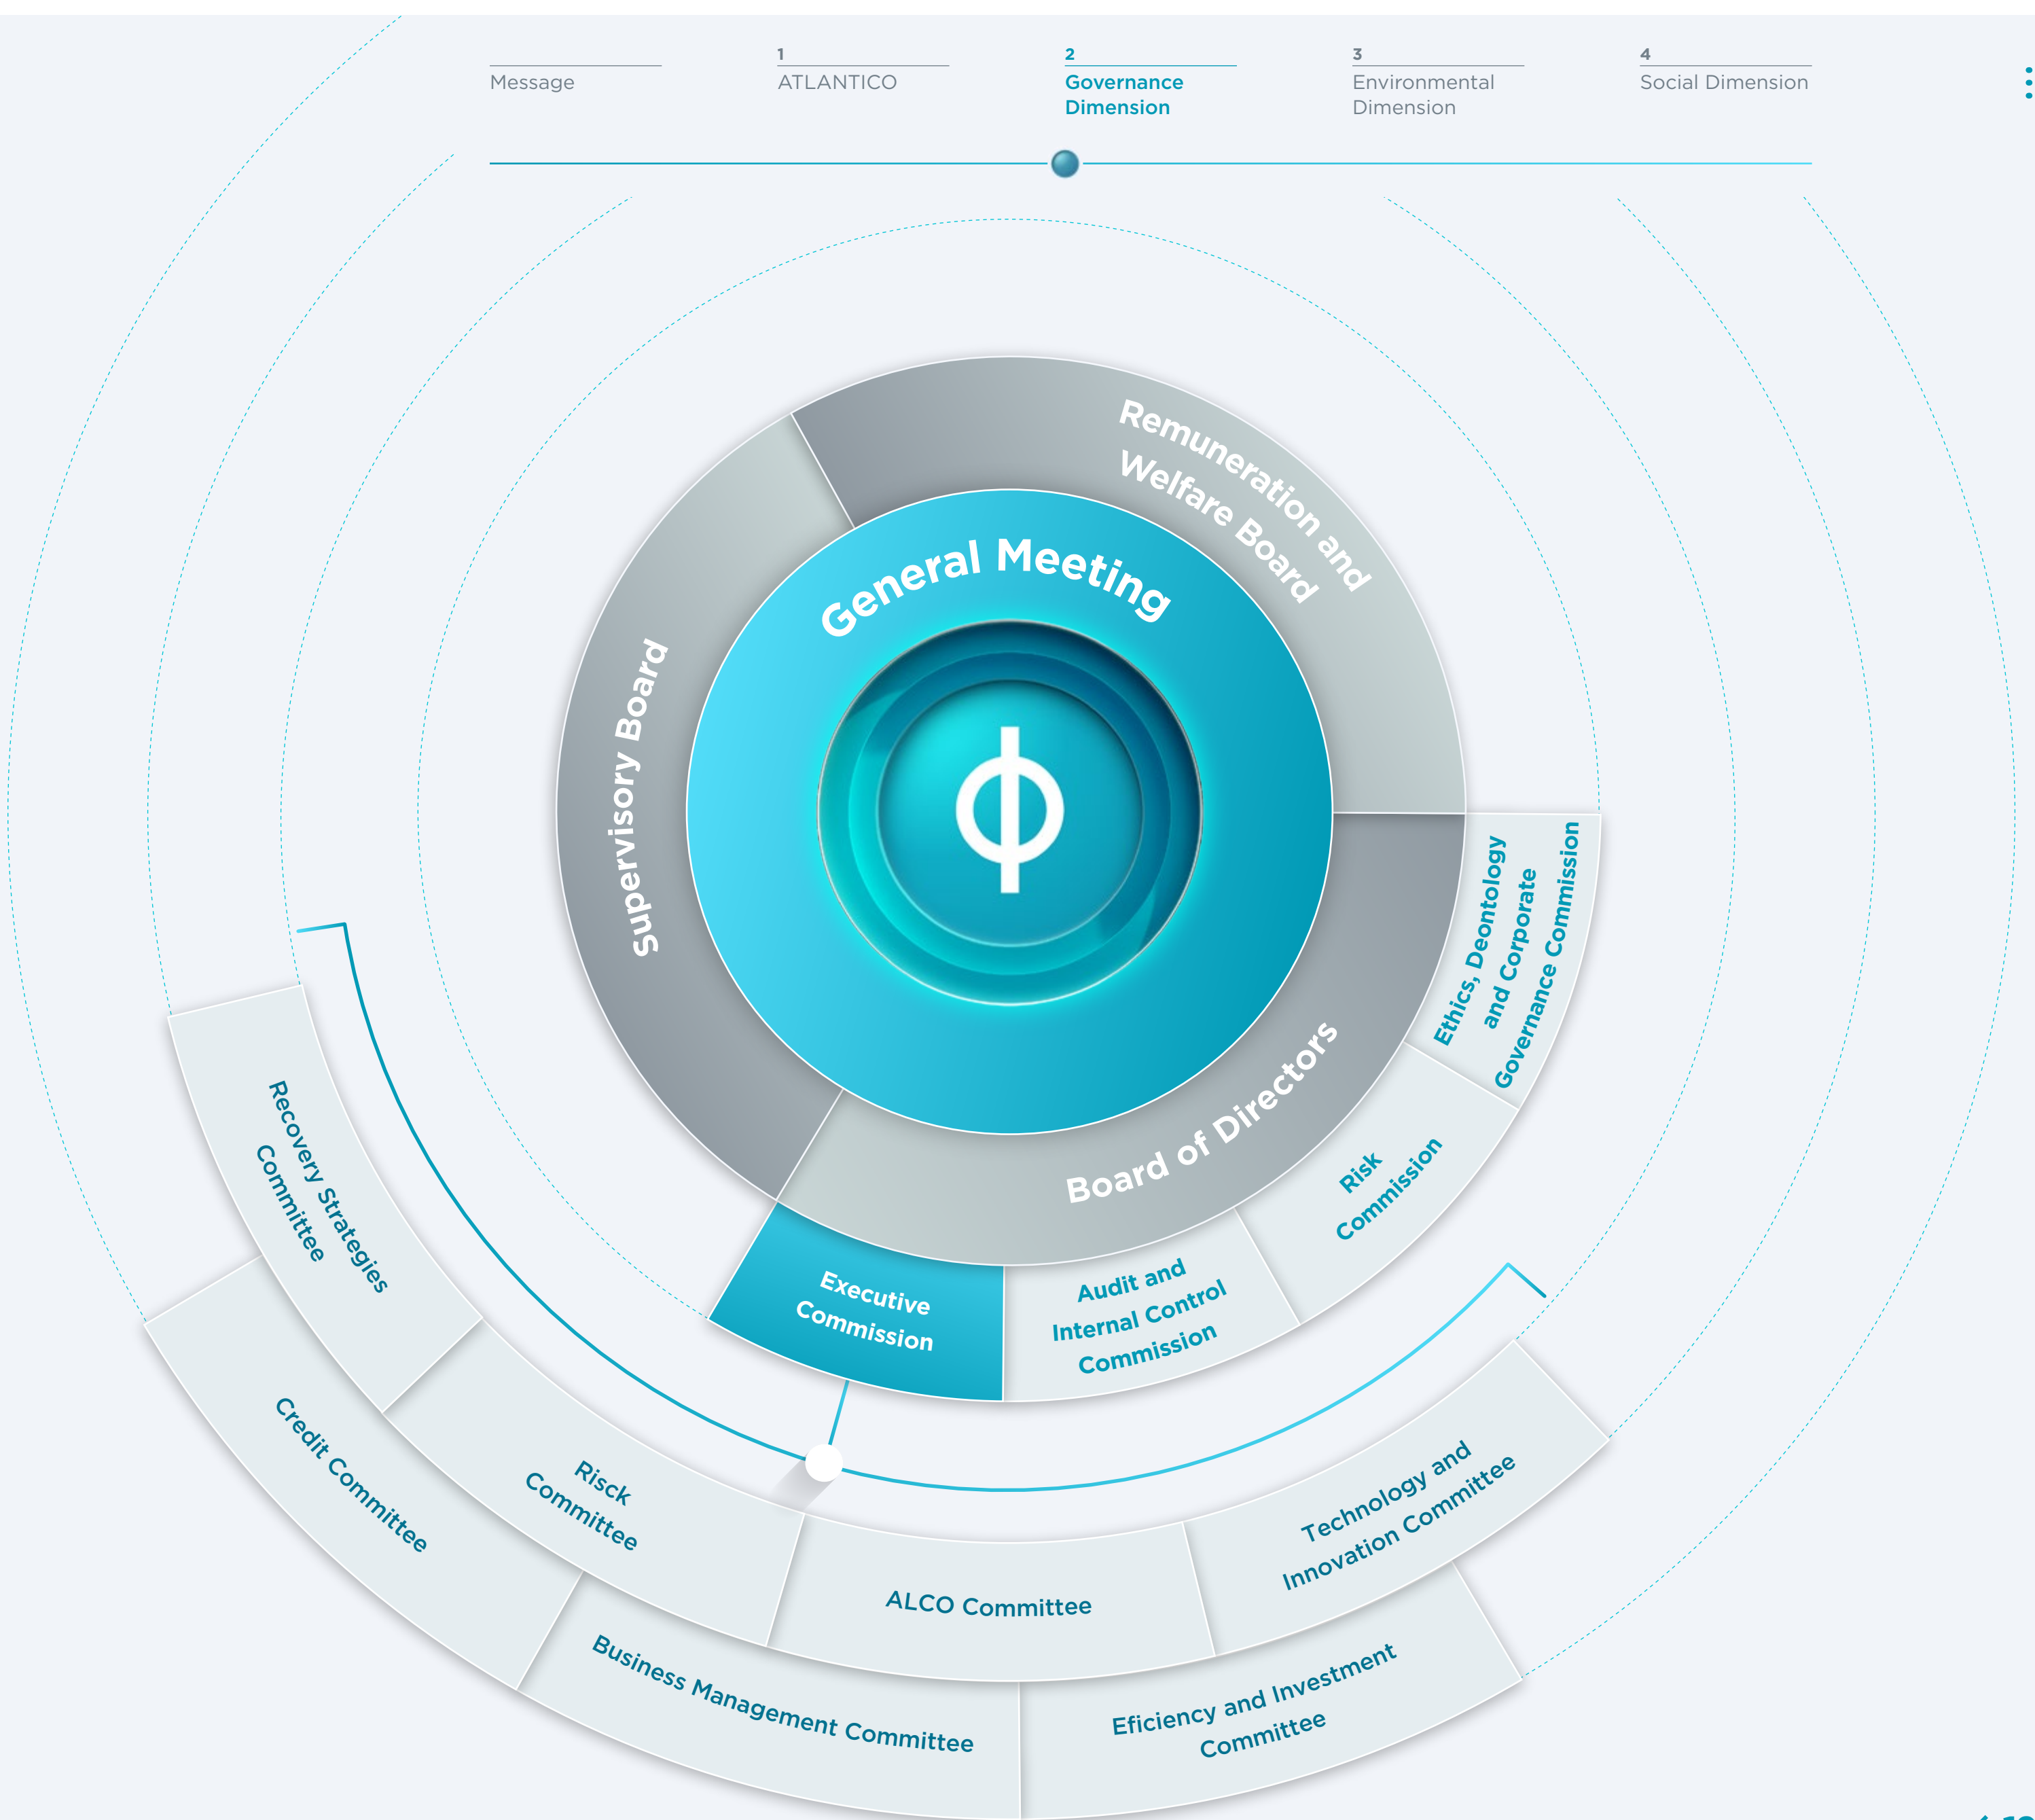 Message
1
ATLANTICO
2
Governance
Dimension
3
Environmental
Dimension
4
Social Dimension
Remuneration and
Welfare Board
General Meeting
Supervisory Board
Board of Directors
Ethics, Deontology
and Corporate
Governance Commission
Risk
Commission
Audit and
Internal Control
Commission
Executive
Commission
Recovery Strategies
Committee
Risck
Committee
ALCO Committee
Technology and
Innovation Committee
Credit Committee
Business Management Committee
Eficiency and Investment
Committee